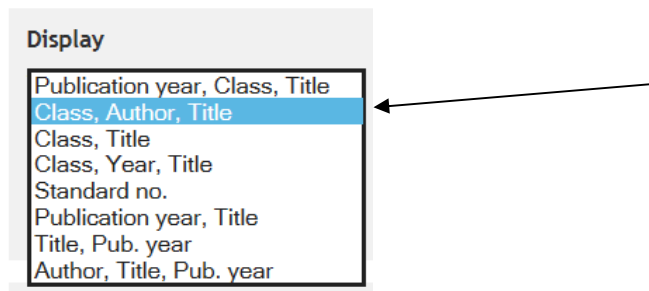 Display
Publication year, Class, Title
Class, Author, Title
Class, Title
Class, Year, Title
Standard no.
Publication year, Title
Title, Pub. year
Author, Title, Pub. year